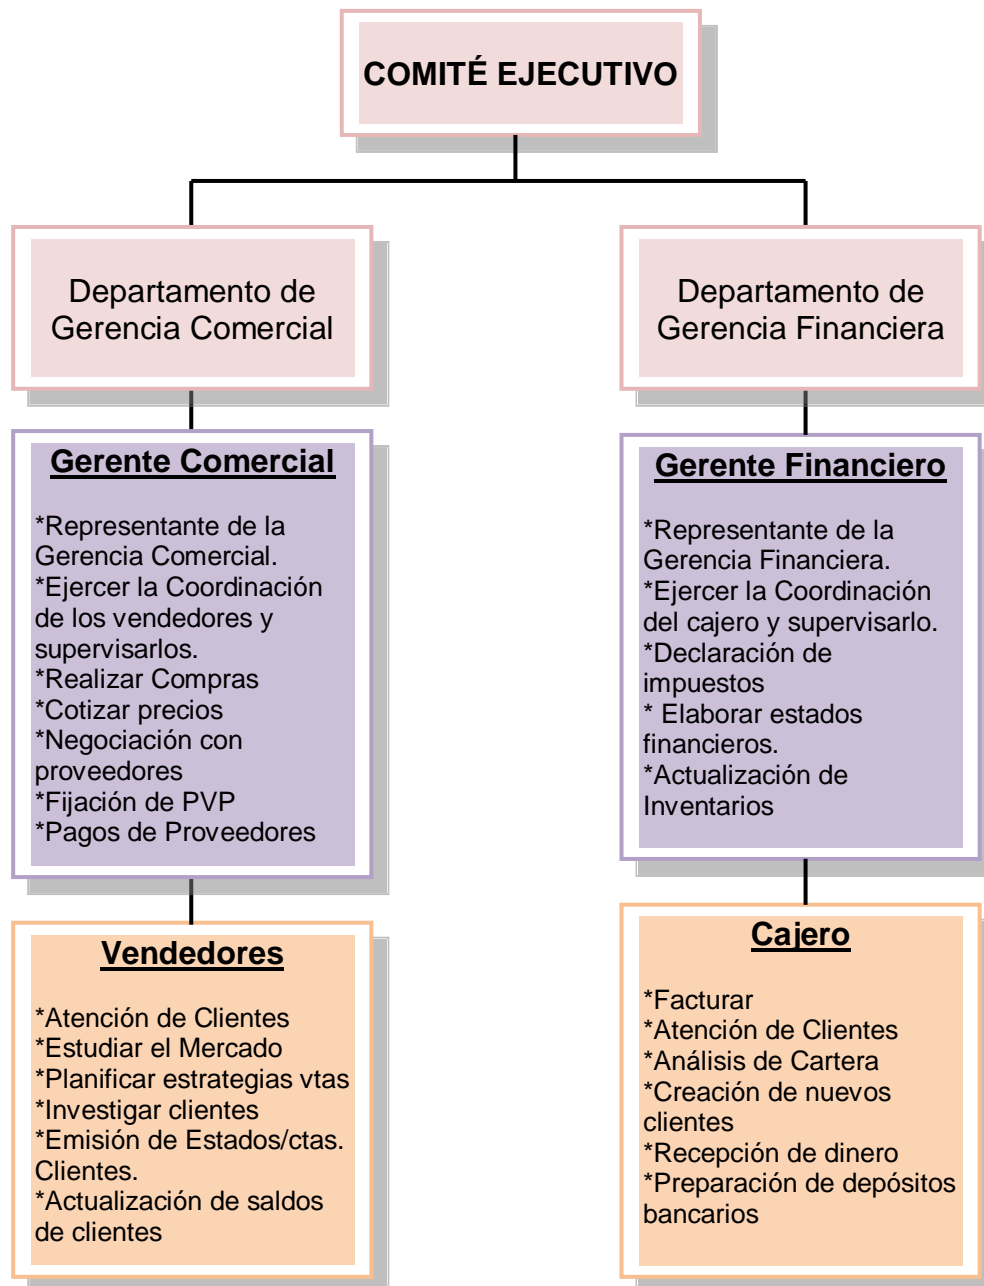 COMITÉ EJECUTIVO
Departamento de
Gerencia Comercial
Departamento de
Gerencia Financiera
Gerente Comercial
*Representante de la
Gerencia Comercial.
*Ejercer la Coordinación
de los vendedores y
supervisarlos.
*Realizar Compras
*Cotizar precios
*Negociación con
proveedores
*Fijación de PVP
*Pagos de Proveedores
Gerente Financiero
*Representante de la
Gerencia Financiera.
*Ejercer la Coordinación
del cajero y supervisarlo.
*Declaración de
impuestos
* Elaborar estados
financieros.
*Actualización de
Inventarios
Vendedores
*Atención de Clientes
*Estudiar el Mercado
*Planificar estrategias vtas
*Investigar clientes
*Emisión de Estados/ctas.
Clientes.
*Actualización de saldos
de clientes
Cajero
*Facturar
*Atención de Clientes
*Análisis de Cartera
*Creación de nuevos
clientes
*Recepción de dinero
*Preparación de depósitos
bancarios